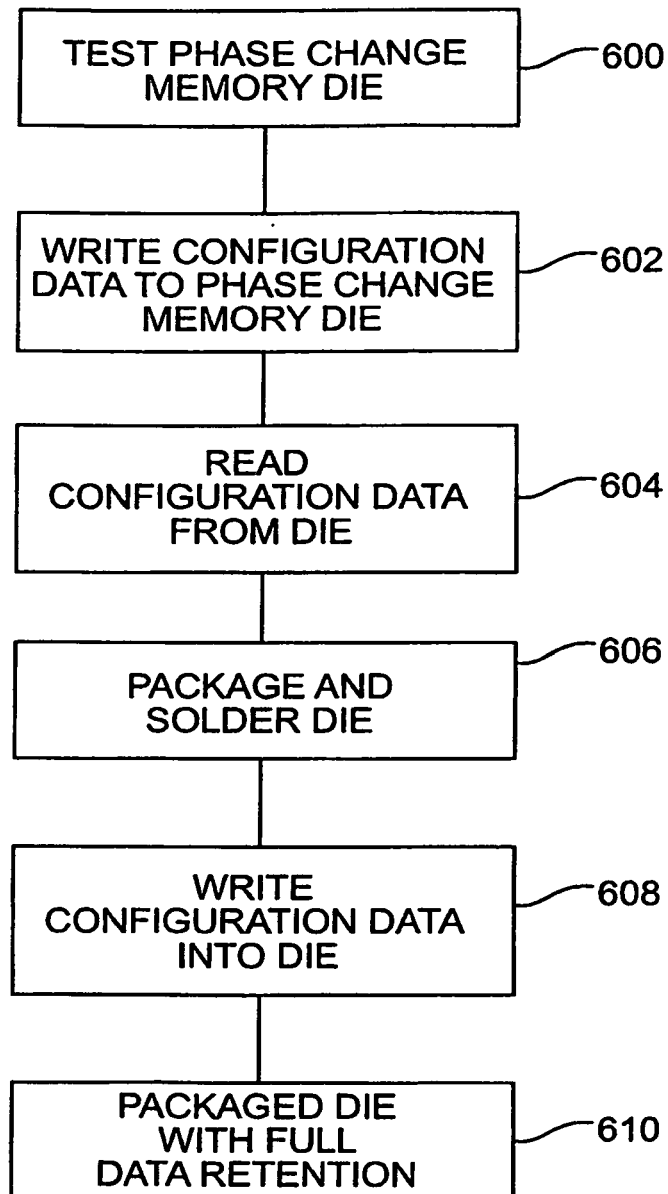 TEST PHASE CHANGE
MEMORY DIE
600
WRITE CONFIGURATION
DATA TO PHASE CHANGE
MEMORY DIE
602
READ
CONFIGURATION DATA
FROM DIE
604
PACKAGE AND
SOLDER DIE
606
WRITE
CONFIGURATION DATA
INTO DIE
608
PACKAGED DIE
WITH FULL
DATA RETENTION
610